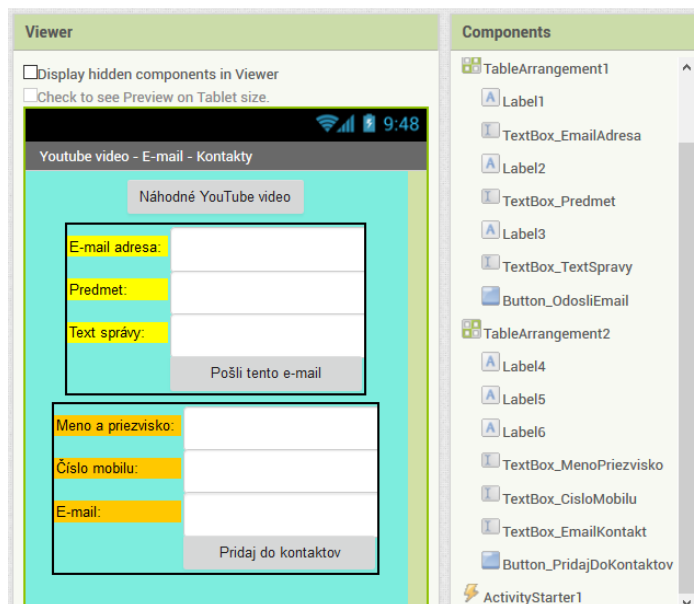 Viewer
Display hidden components in Viewer
Check to see Preview on Tablet size.
9:48
Youtube video - E-mail - Kontakty
Náhodné YouTube video
E-mail adresa:
Predmet:
Text správy:
Pošli tento e-mail
Meno a priezvisko:
Číslo mobilu:
E-mail:
Pridaj do kontaktov
Components
TableArrangement1
A Label1
TextBox_EmailAdresa
A Label2
TextBox_Predmet
A Label3
TextBox_TextSpravy
Button_OdosliEmail
TableArrangement2
A Label4
A Label5
A Label6
TextBox_MenoPriezvisko
TextBox_CisloMobilu
TextBox_EmailKontakt
Button_PridajDoKontaktov
ActivityStarter1